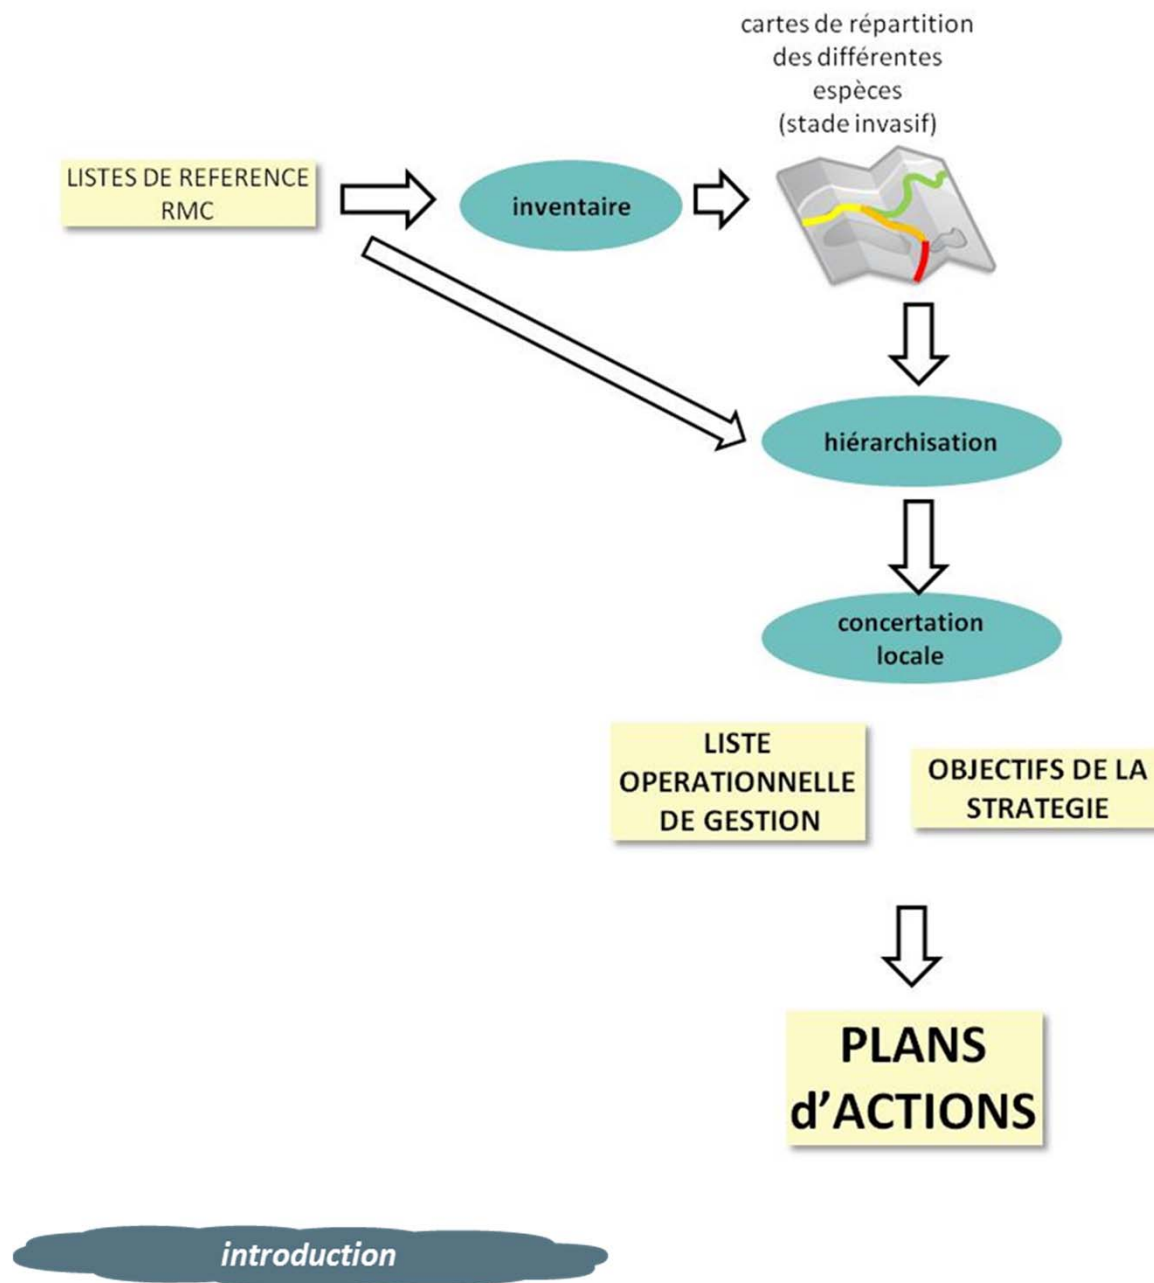 cartes de répartition
des différentes
espèces
(stade invasif)
LISTES DE REFERENCE
RMC
inventaire
hiérarchisation
concertation
locale
LISTE
OPERATIONNELLE
DE GESTION
OBJECTIFS DE LA
STRATEGIE
PLANS
d’ACTIONS
introduction